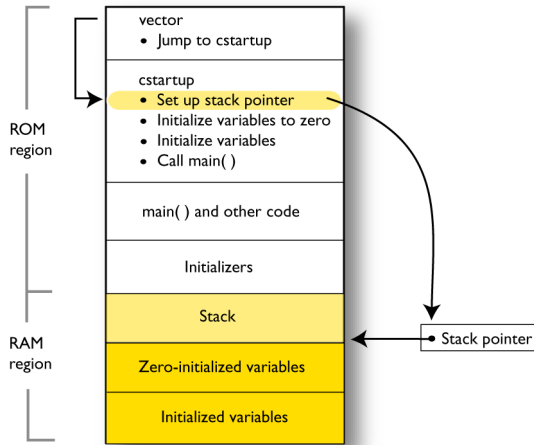 vector
• Jump to cstartup
cstartup
• Set up stack pointer
• Initialize variables to zero
• Initialize variables
• Call main( )
ROM
region
main( ) and other code
Initializers
Stack
RAM
region
Stack pointer
Zero-initialized variables
Initialized variables